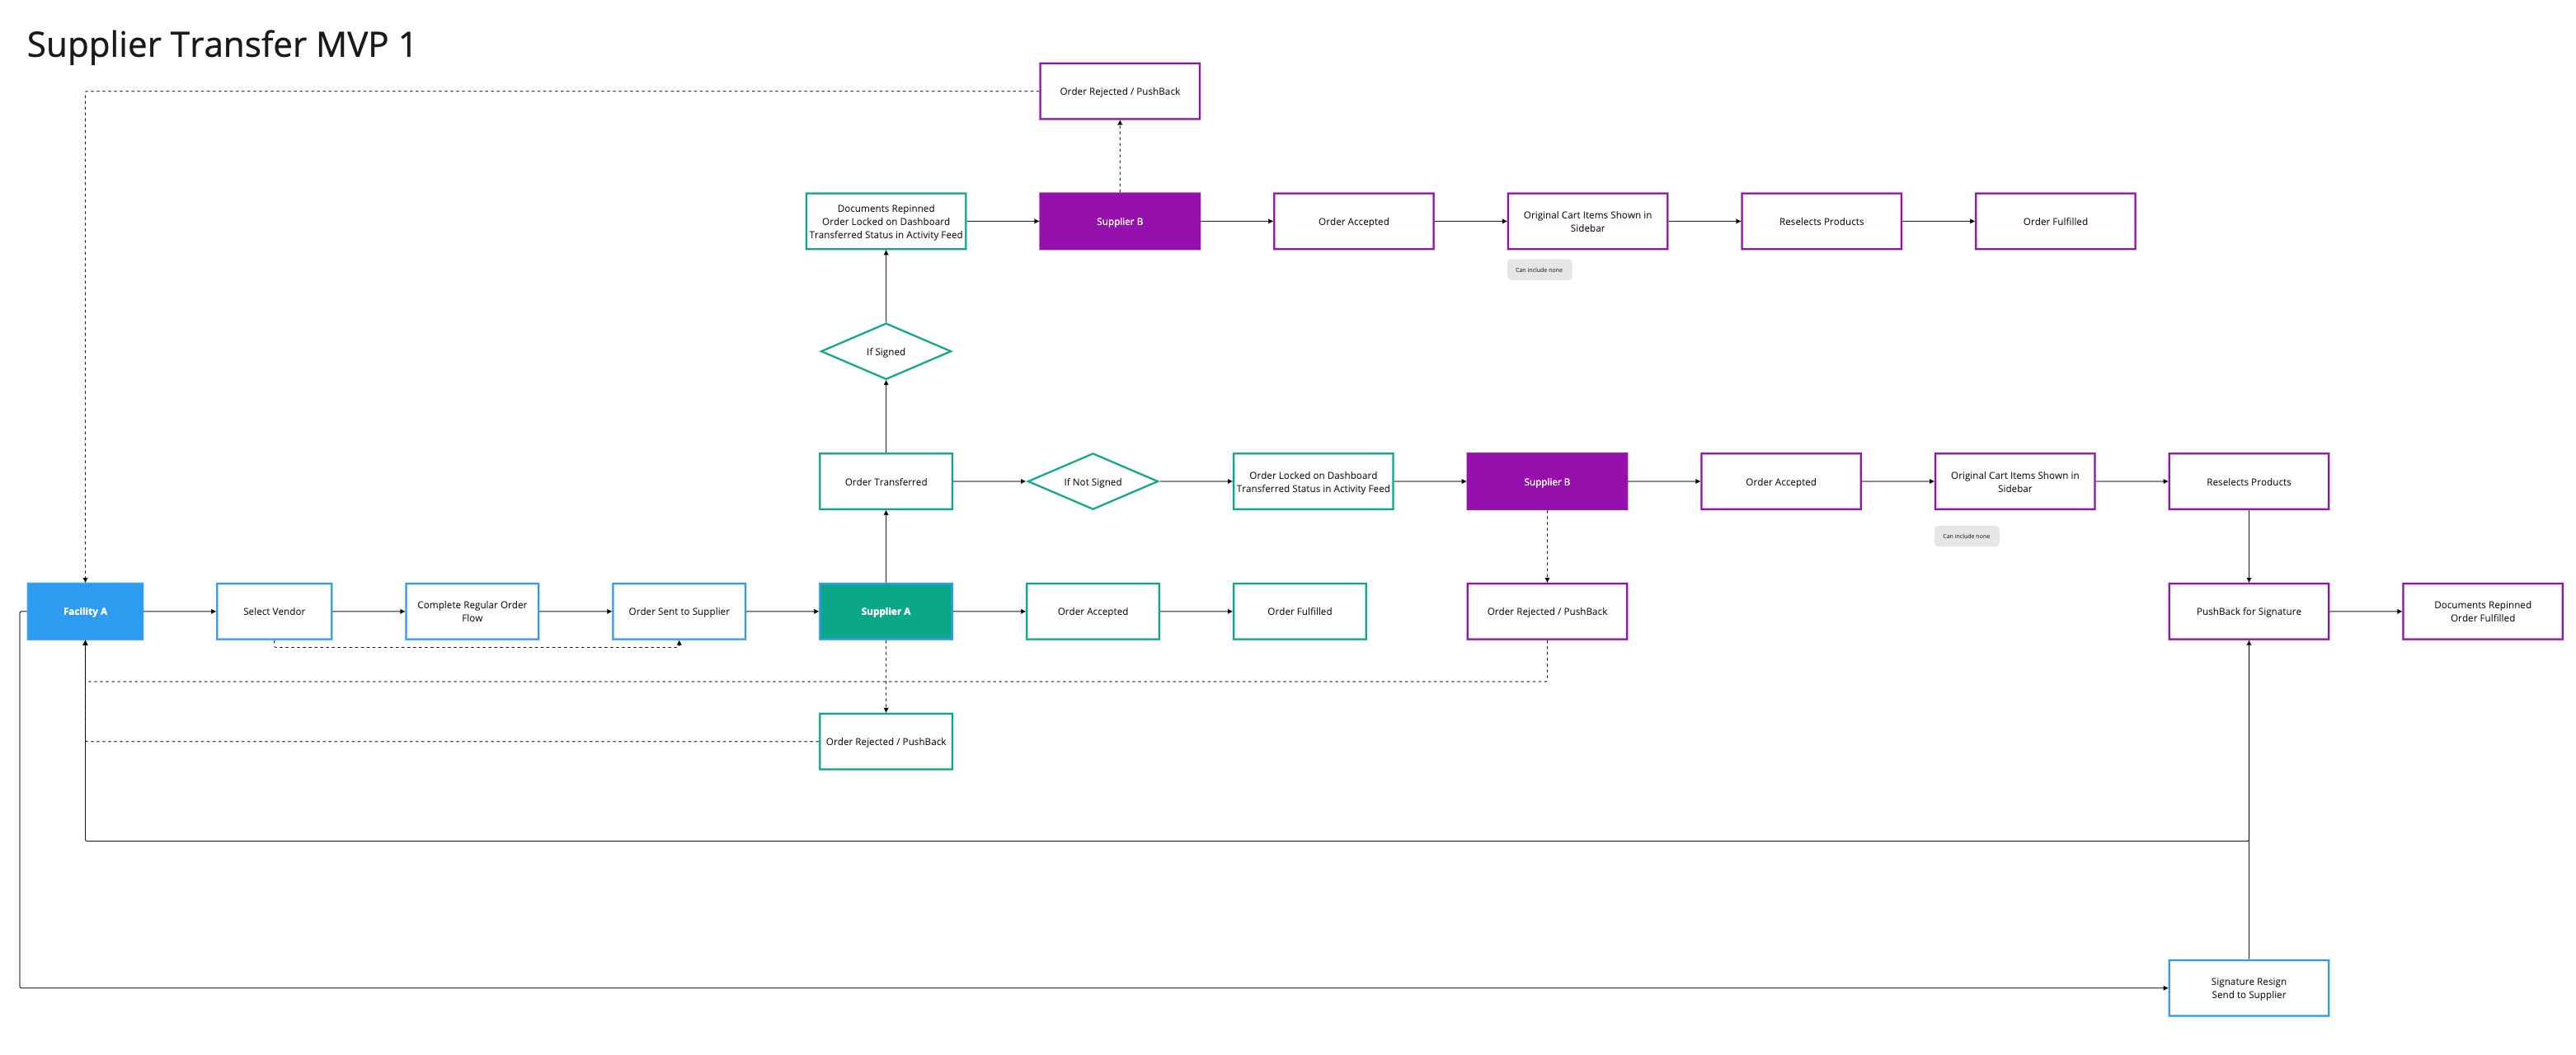 Supplier Transfer MVP 1
Order Rejected / PushBack
Documents Repinned
Order Locked on Dashboard
Transferred Status in Activity Feed
Supplier B
Order Accepted
Original Cart Items Shown in
Sidebar
Reselects Products
Order Fulfilled
Can include none
If Signed
Order Transferred
If Not Signed
Order Locked on Dashboard
Transferred Status in Activity Feed
Supplier B
Order Accepted
Original Cart Items Shown in
Sidebar
Reselects Products
Can include none
Facility A
Select Vendor
Complete Regular Order
Flow
Order Sent to Supplier
Supplier A
Order Accepted
Order Fulfilled
Order Rejected / PushBack
PushBack for Signature
Documents Repinned
Order Fulfilled
Order Rejected / PushBack
Signature Resign
Send to Supplier